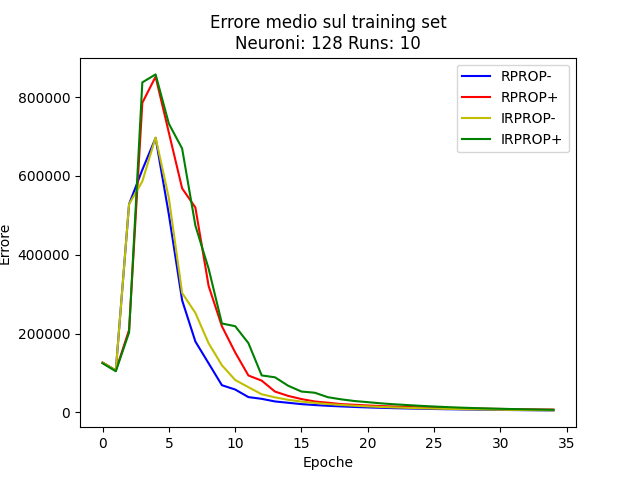 Errore medio sul training set
Neuroni: 128 Runs: 10
RPROP-
RPROP+
IRPROP-
IRPROP+
800000
600000
400000
200000
0
Errore
0 5 10 15 20 25 30 35
Epoche